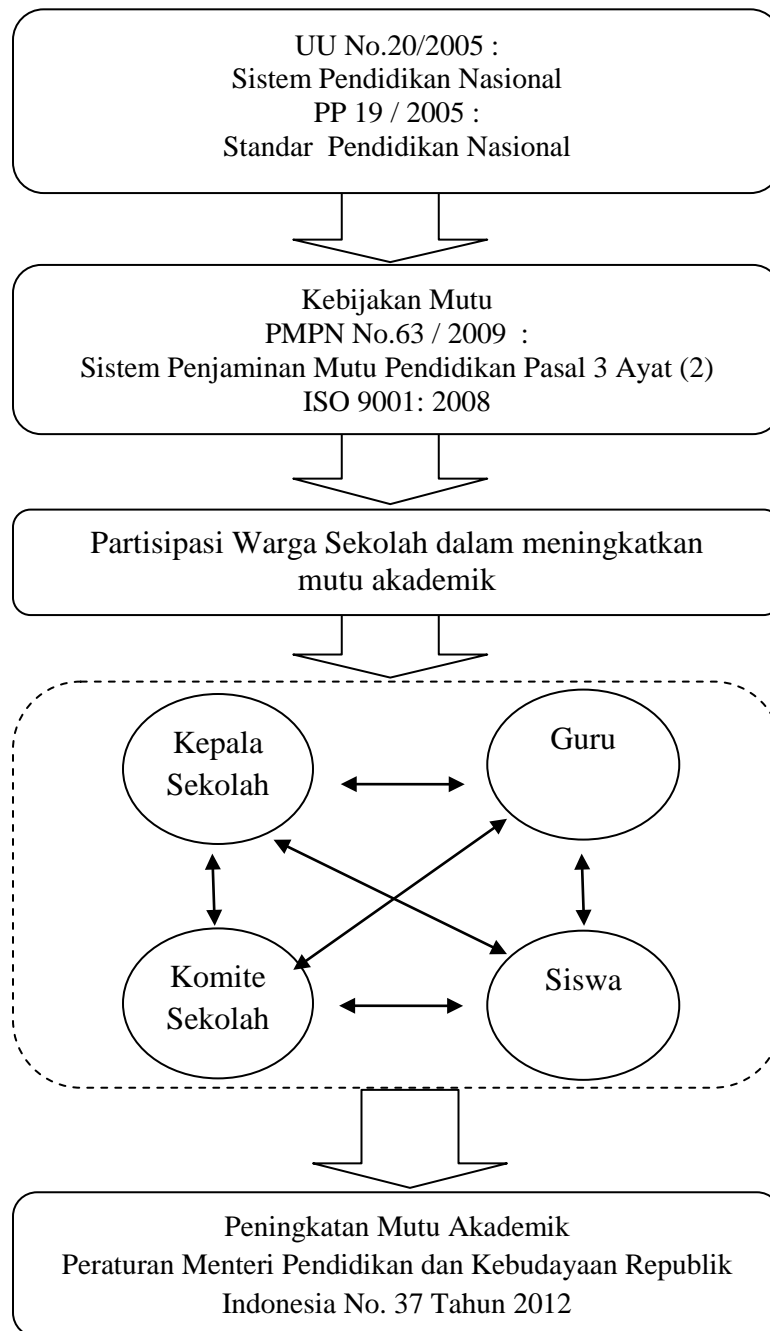 UU No.20/2005 :
Sistem Pendidikan Nasional
PP 19 / 2005 :
Standar Pendidikan Nasional
Kebijakan Mutu
PMPN No.63 / 2009 :
Sistem Penjaminan Mutu Pendidikan Pasal 3 Ayat (2)
ISO 9001: 2008
Partisipasi Warga Sekolah dalam meningkatkan
mutu akademik
Kepala
Sekolah
Guru
Komite
Sekolah
Siswa
Peningkatan Mutu Akademik
Peraturan Menteri Pendidikan dan Kebudayaan Republik
Indonesia No. 37 Tahun 2012